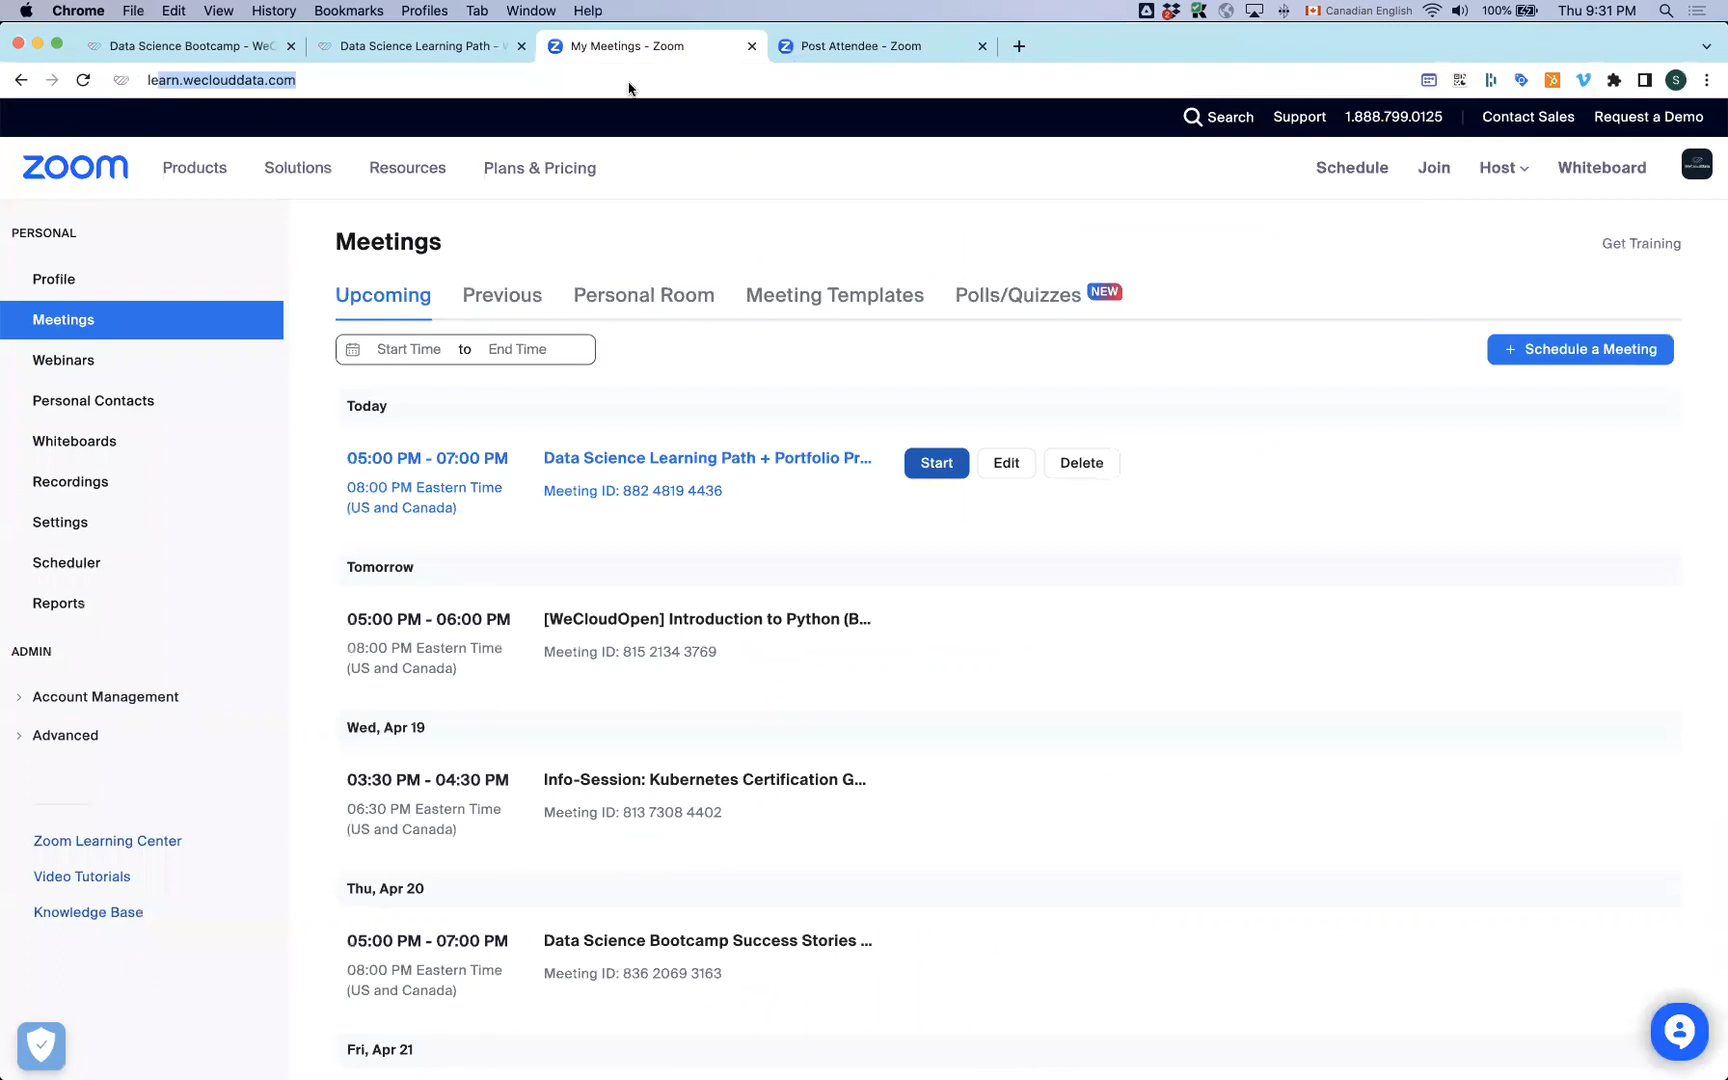 Chrome File Edit View History Bookmarks Profiles Tab Window Help 2 Canadian English 100% Thu 9:31 PM
Data Science Bootcamp - WeC Data Science Learning Path - My Meetings - Zoom Post Attendee - Zoom
learn.weclouddata.com S
Search Support 1.888.799.0125 Contact Sales Request a Demo
zoom Products Solutions Resources Plans & Pricing Schedule Join Host Whiteboard
PERSONAL
Profile
Meetings
Webinars
Personal Contacts
Whiteboards
Recordings
Settings
Scheduler
Reports
ADMIN
Account Management
Advanced
Zoom Learning Center
Video Tutorials
Knowledge Base
Meetings
Get Training
Upcoming Previous Personal Room Meeting Templates Polls/Quizzes NEW
Start Time to End Time
+ Schedule a Meeting
Today
05:00 PM - 07:00 PM Data Science Learning Path + Portfolio Pr... Start Edit Delete
08:00 PM Eastern Time Meeting ID: 882 4819 4436
(US and Canada)
Tomorrow
05:00 PM - 06:00 PM [WeCloudOpen] Introduction to Python (B...
08:00 PM Eastern Time Meeting ID: 815 2134 3769
(US and Canada)
Wed, Apr 19
03:30 PM - 04:30 PM Info-Session: Kubernetes Certification G...
06:30 PM Eastern Time Meeting ID: 813 7308 4402
(US and Canada)
Thu, Apr 20
05:00 PM - 07:00 PM Data Science Bootcamp Success Stories ...
08:00 PM Eastern Time Meeting ID: 836 2069 3163
(US and Canada)
Fri, Apr 21